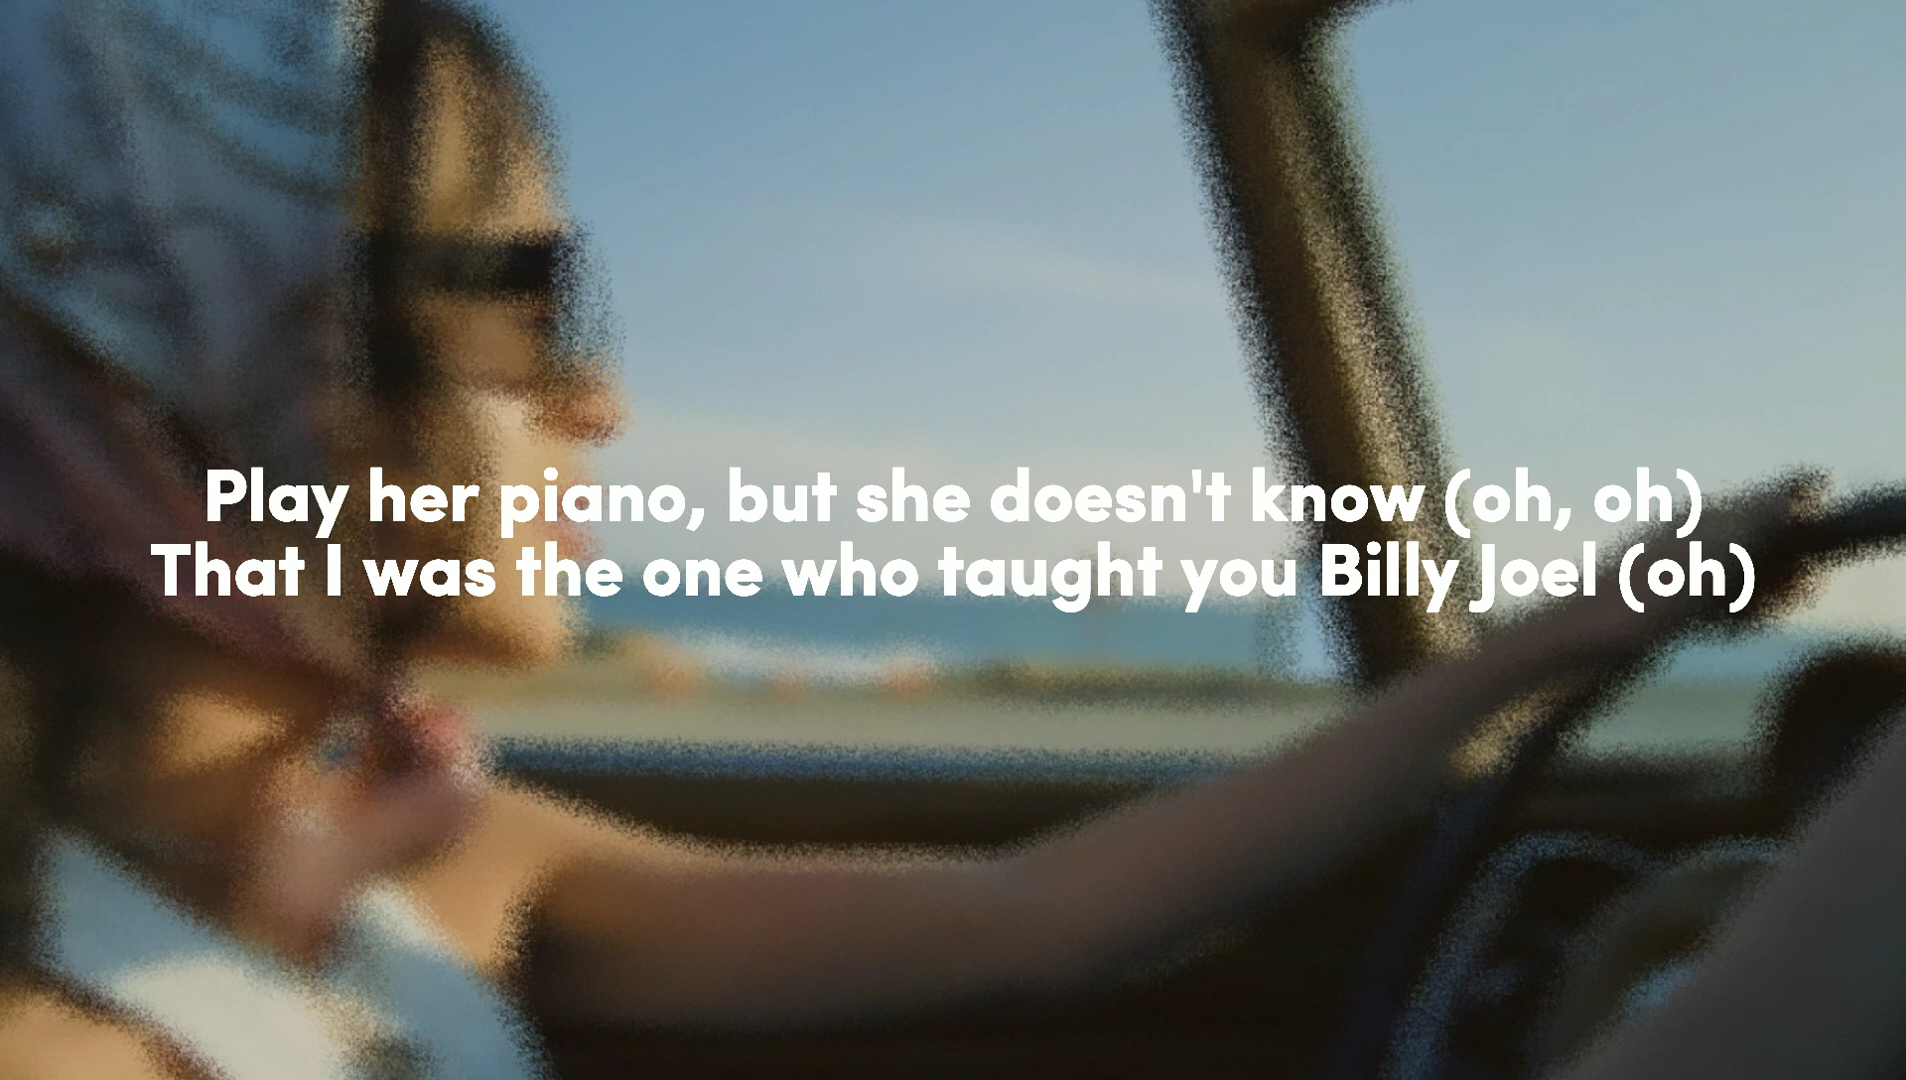 Play her piano, but she doesn't know (oh, oh)
That I was the one who taught you Billy Joel (oh)